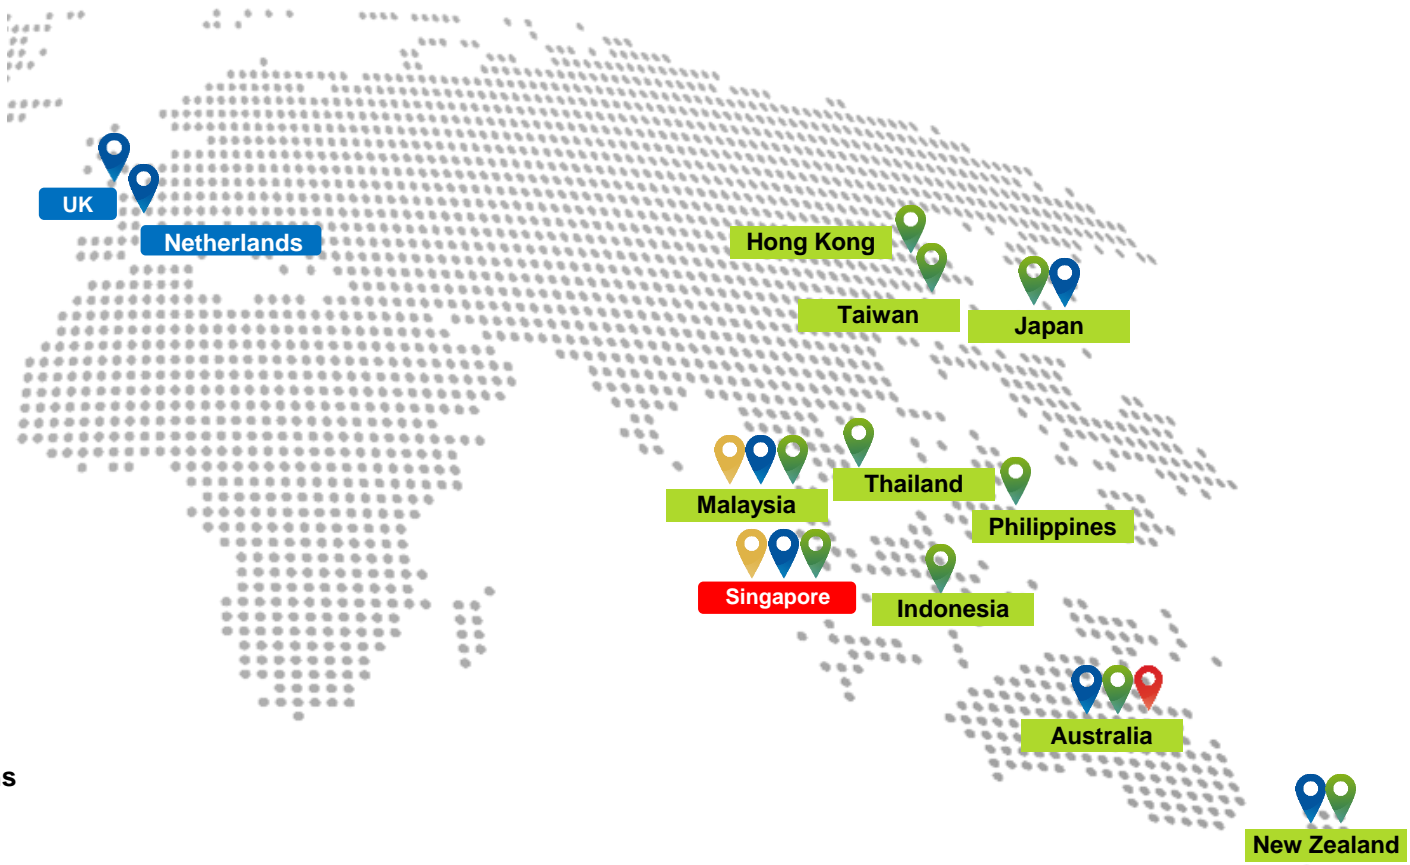 UK
Netherlands
Hong Kong
Taiwan
Japan
Thailand
Malaysia
Philippines
Singapore
Indonesia
Australia
s
New Zealand